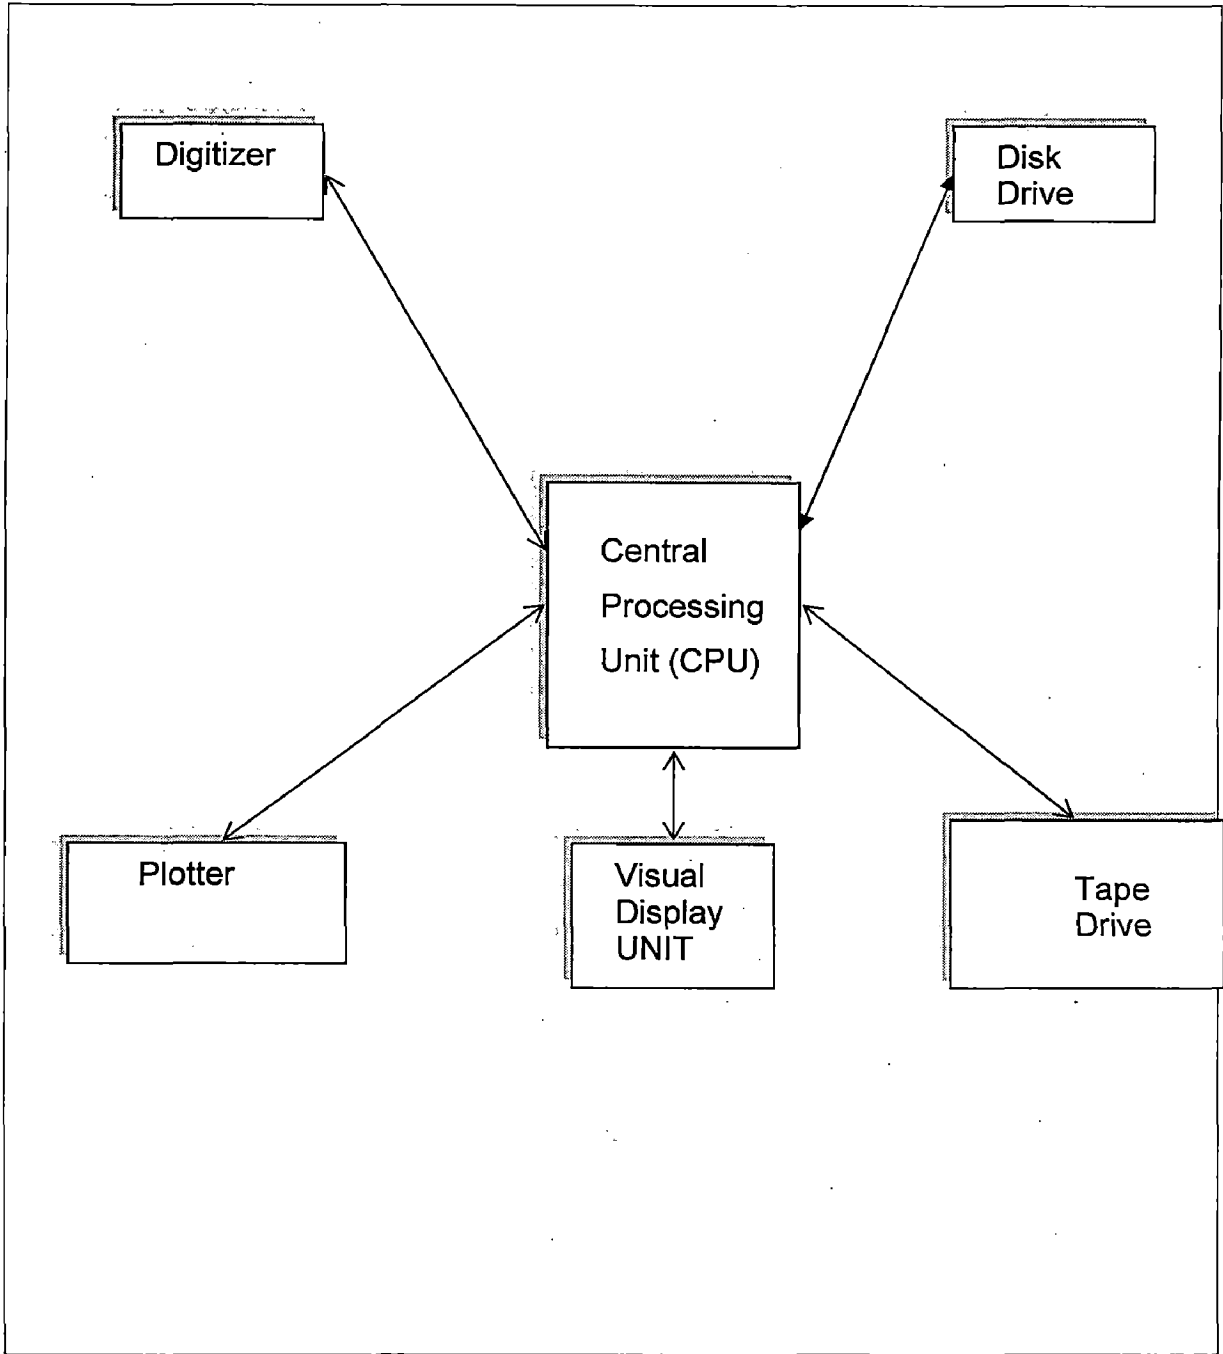 Digitizer
Disk
Drive
Central
Processing
Unit (CPU)
Plotter
Visual
Display
UNIT
Tape
Drive